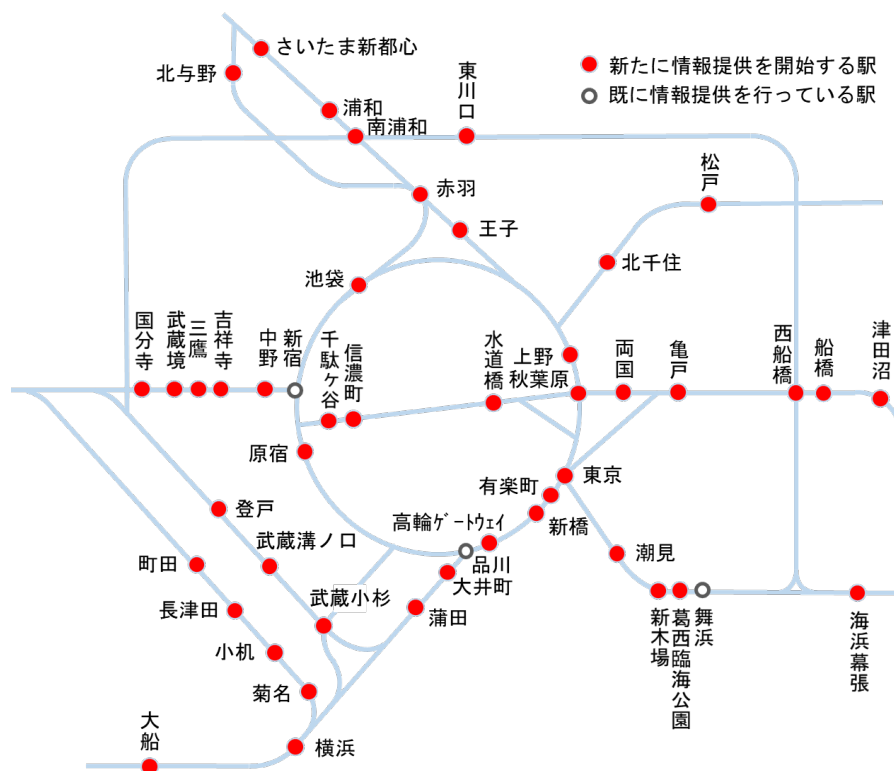 さいたま新都心
北与野
新たに情報提供を開始する駅
既に情報提供を行っている駅
東川口
浦和
南浦和
松戸
赤羽
王子
北千住
池袋
国分寺
武蔵境
三鷹
吉祥寺
中野
新宿
千駄ヶ谷
信濃町
水道橋
上野
秋葉原
両国
亀戸
西船橋
船橋
津田沼
原宿
東京
有楽町
新橋
高輪ゲートウェイ
品川
大井町
登戸
武蔵溝ノ口
町田
武蔵小杉
蒲田
潮見
長津田
新木場
葛西臨海公園
舞浜
海浜幕張
小机
菊名
大船
横浜